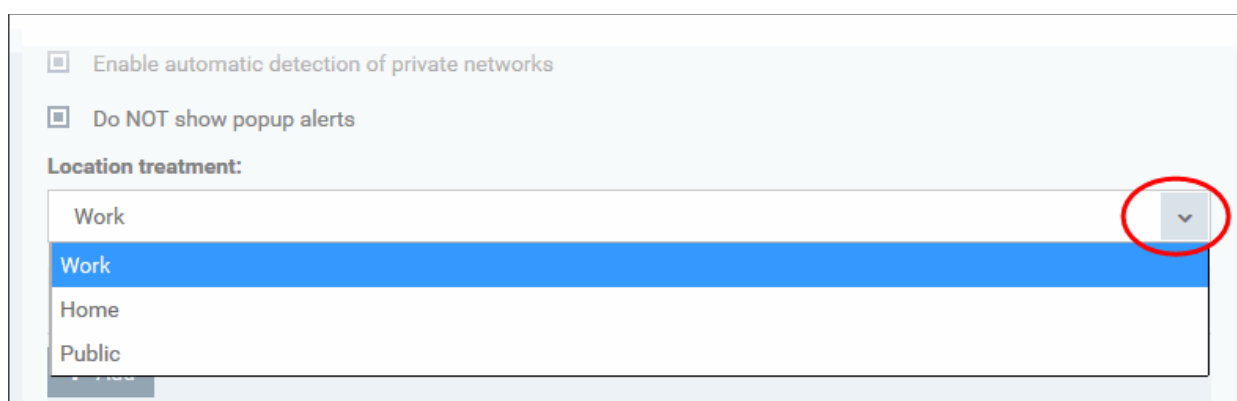 Enable automatic detection of private networks
Do NOT show popup alerts
Location treatment:
Work
Work
Home
Public